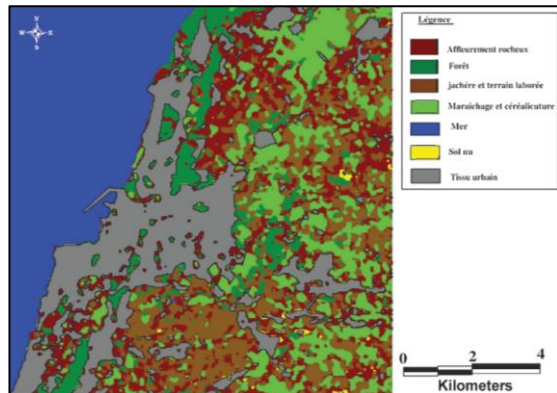 N
W E
S
Légende
Affleurement rocheux
Forêt
jachère et terrain laborée
Maraichage et céréaliculture
Mer
Sol nu
Tissu urbain
0 2 4
Kilometers